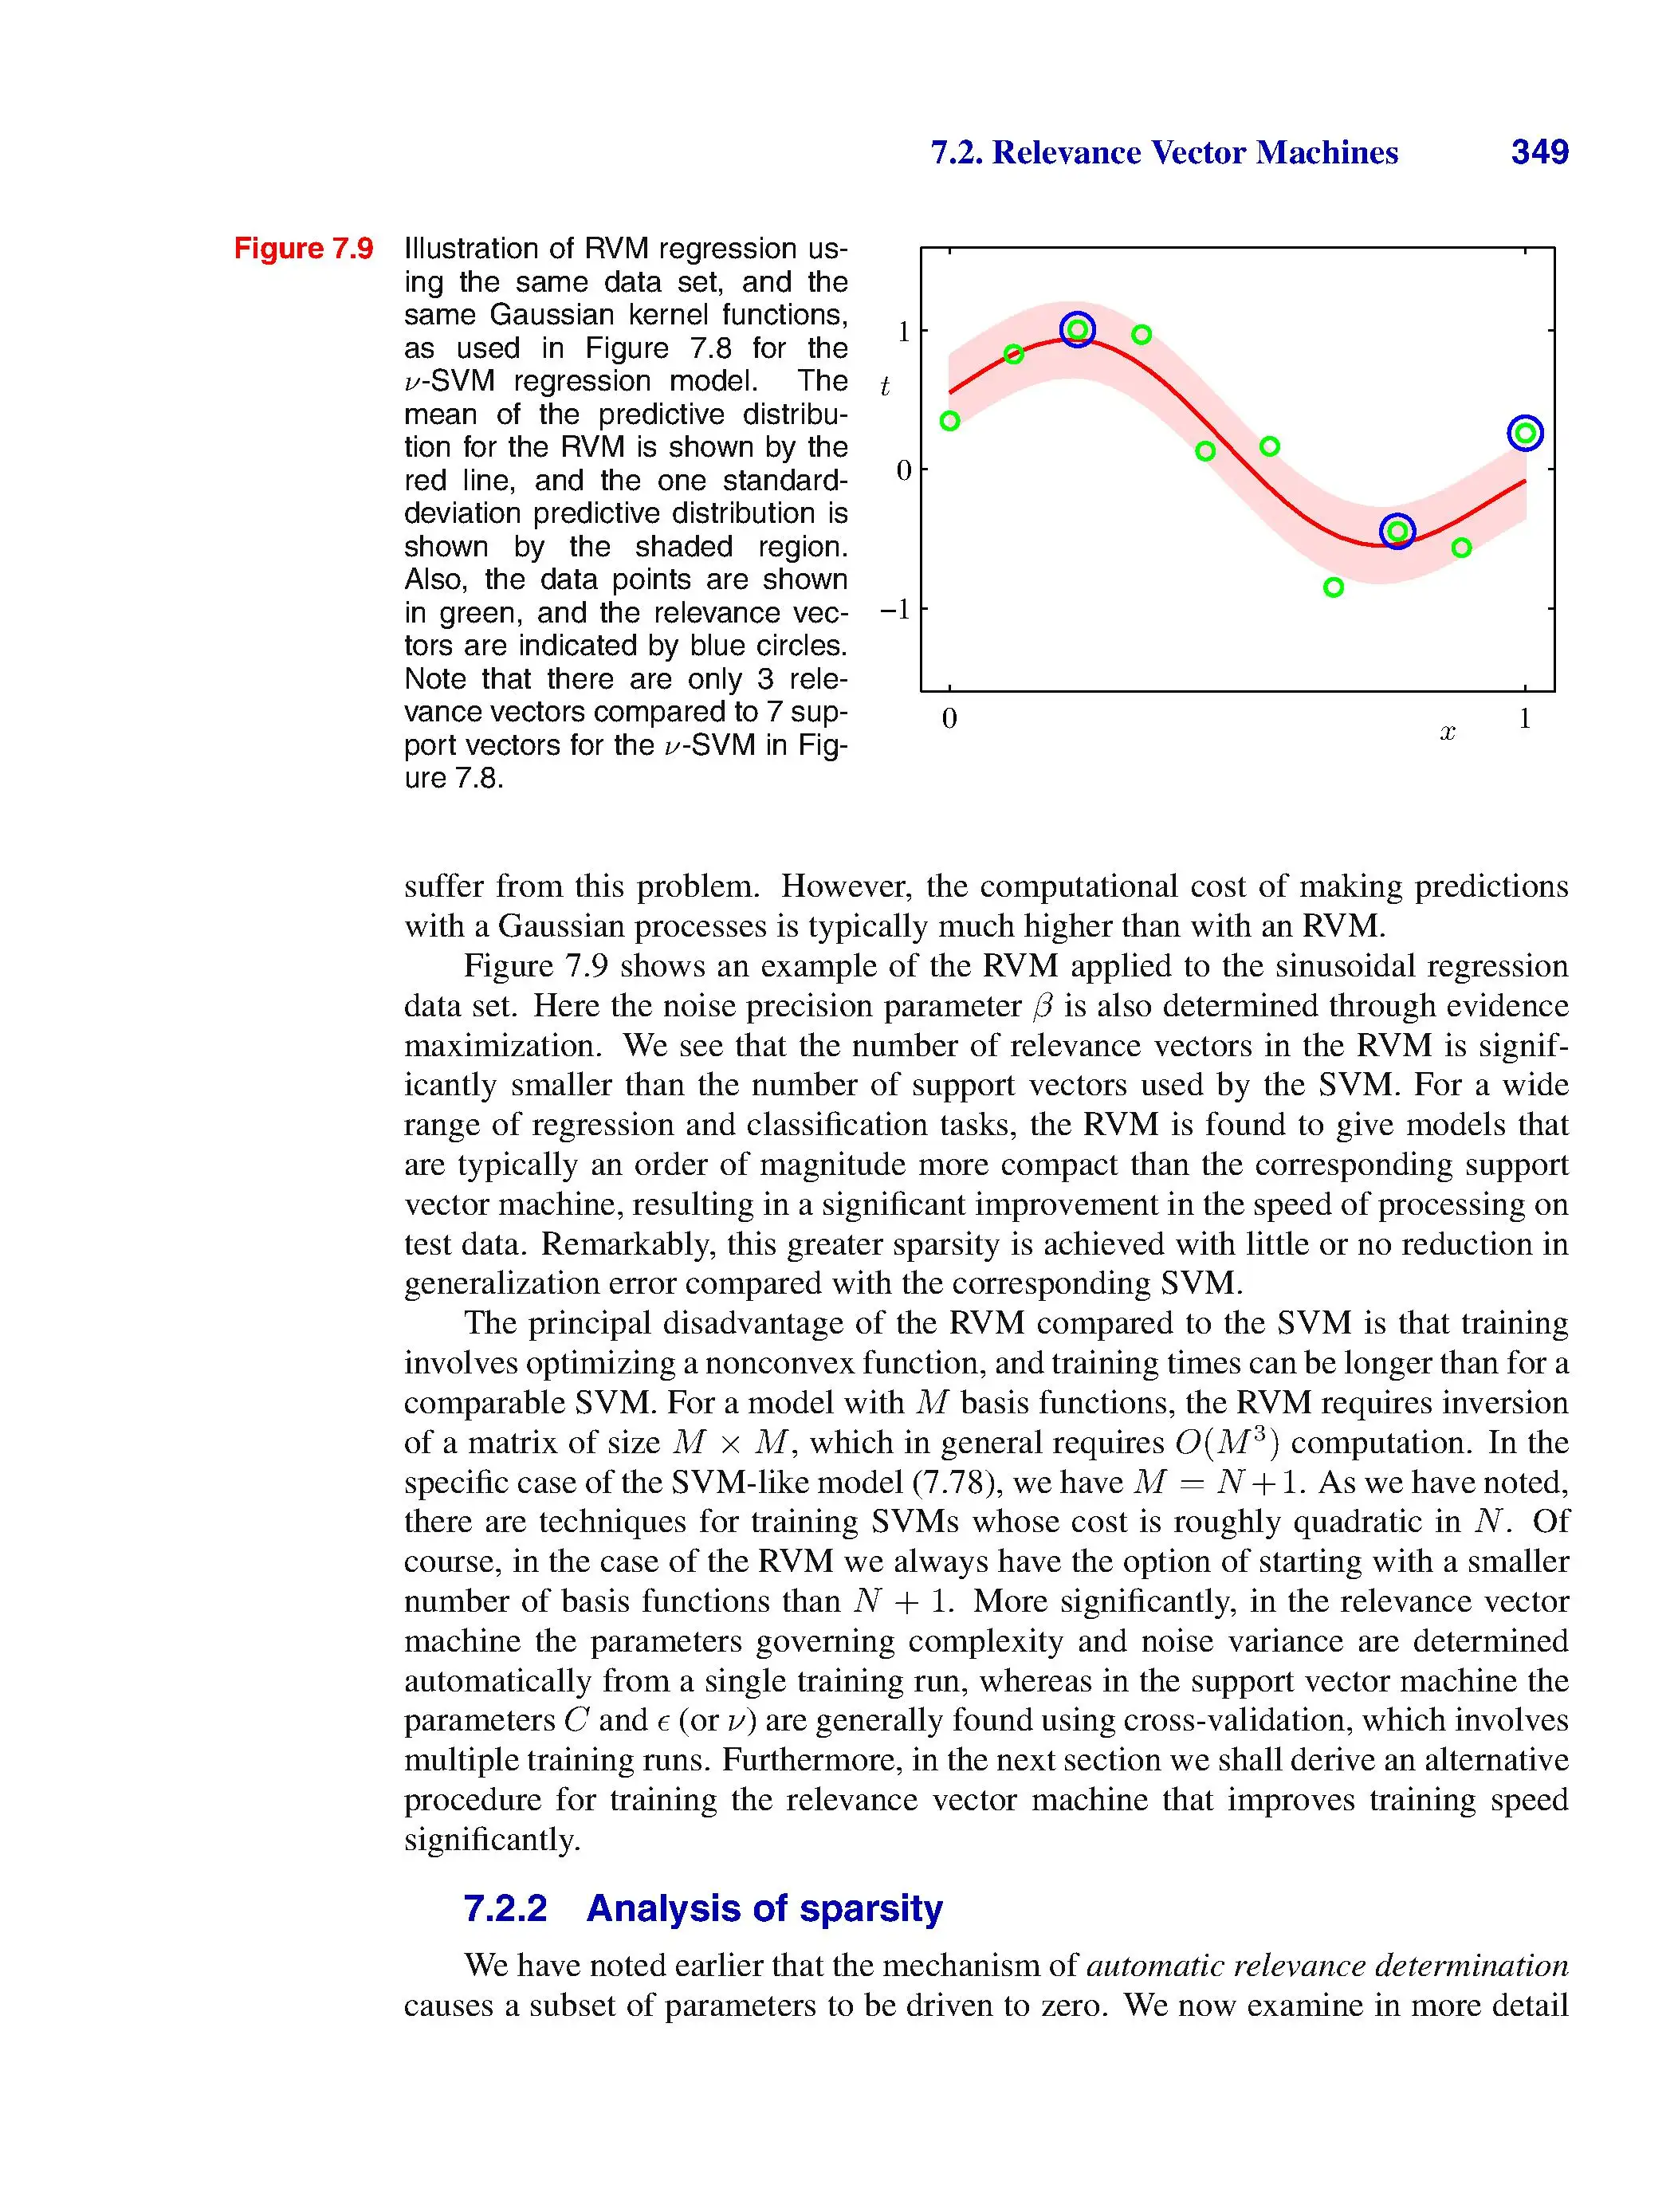 7.2. Relevance Vector Machines 349
Figure 7.9 Illustration of RVM regression us-
ing the same data set, and the
same Gaussian kernel functions,
as used in Figure 7.8 for the
ν-SVM regression model. The
mean of the predictive distribu-
tion for the RVM is shown by the
red line, and the one standard-
deviation predictive distribution is
shown by the shaded region.
Also, the data points are shown
in green, and the relevance vec-
tors are indicated by blue circles.
Note that there are only 3 rele-
vance vectors compared to 7 sup-
port vectors for the ν-SVM in Fig-
ure 7.8.
1
t
0
−1
0
x
1
suffer from this problem. However, the computational cost of making predictions
with a Gaussian processes is typically much higher than with an RVM.
Figure 7.9 shows an example of the RVM applied to the sinusoidal regression
data set. Here the noise precision parameter β is also determined through evidence
maximization. We see that the number of relevance vectors in the RVM is signif-
icantly smaller than the number of support vectors used by the SVM. For a wide
range of regression and classification tasks, the RVM is found to give models that
are typically an order of magnitude more compact than the corresponding support
vector machine, resulting in a significant improvement in the speed of processing on
test data. Remarkably, this greater sparsity is achieved with little or no reduction in
generalization error compared with the corresponding SVM.
The principal disadvantage of the RVM compared to the SVM is that training
involves optimizing a nonconvex function, and training times can be longer than for a
comparable SVM. For a model with M basis functions, the RVM requires inversion
of a matrix of size M × M, which in general requires O(M³) computation. In the
specific case of the SVM-like model (7.78), we have M = N+1. As we have noted,
there are techniques for training SVMs whose cost is roughly quadratic in N. Of
course, in the case of the RVM we always have the option of starting with a smaller
number of basis functions than N + 1. More significantly, in the relevance vector
machine the parameters governing complexity and noise variance are determined
automatically from a single training run, whereas in the support vector machine the
parameters C and ϵ (or ν) are generally found using cross-validation, which involves
multiple training runs. Furthermore, in the next section we shall derive an alternative
procedure for training the relevance vector machine that improves training speed
significantly.
7.2.2 Analysis of sparsity
We have noted earlier that the mechanism of automatic relevance determination
causes a subset of parameters to be driven to zero. We now examine in more detail